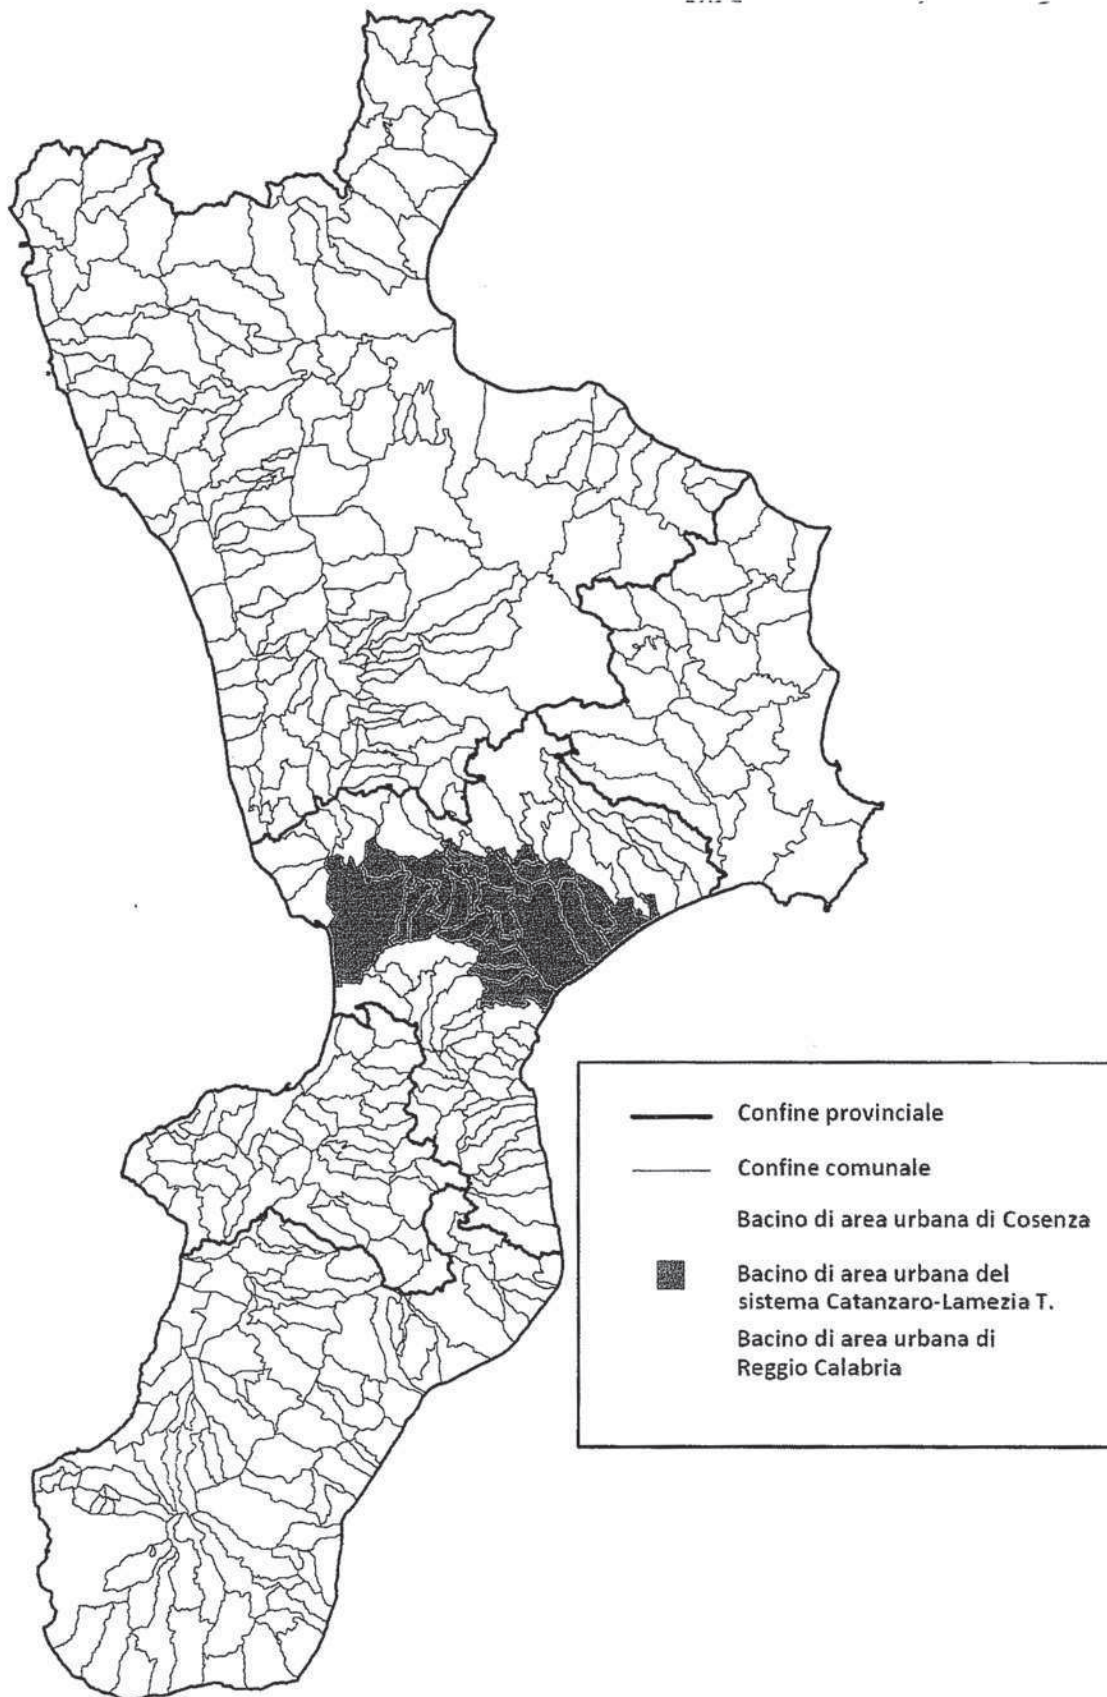 Confine provinciale
Confine comunale
Bacino di area urbana di Cosenza
Bacino di area urbana del
sistema Catanzaro-Lamezia T.
Bacino di area urbana di
Reggio Calabria